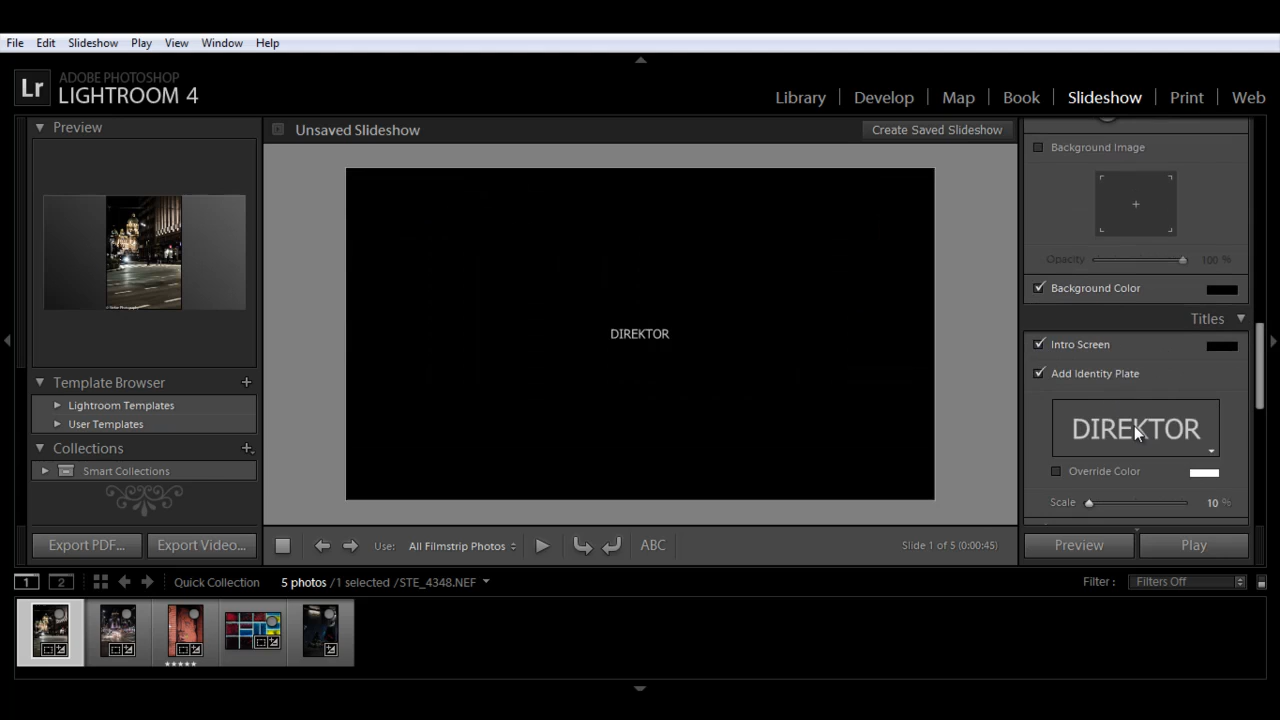 File Edit Slideshow Play View Window Help
Lr ADOBE PHOTOSHOP
LIGHTROOM 4
Library Develop Map Book Slideshow Print Web
Preview
Template Browser +
Lightroom Templates
User Templates
Collections +
Smart Collections
Export PDF... Export Video...
Unsaved Slideshow Create Saved Slideshow
DIREKTOR
Use: All Filmstrip Photos ABC Slide 1 of 5 (0:00:45)
Background Image
Opacity 100 %
Background Color
Titles
Intro Screen
Add Identity Plate
DIREKTOR
Override Color
Scale 10 %
Preview Play
1 2 Quick Collection 5 photos / 1 selected / STE_4348.NEF Filter : Filters Off